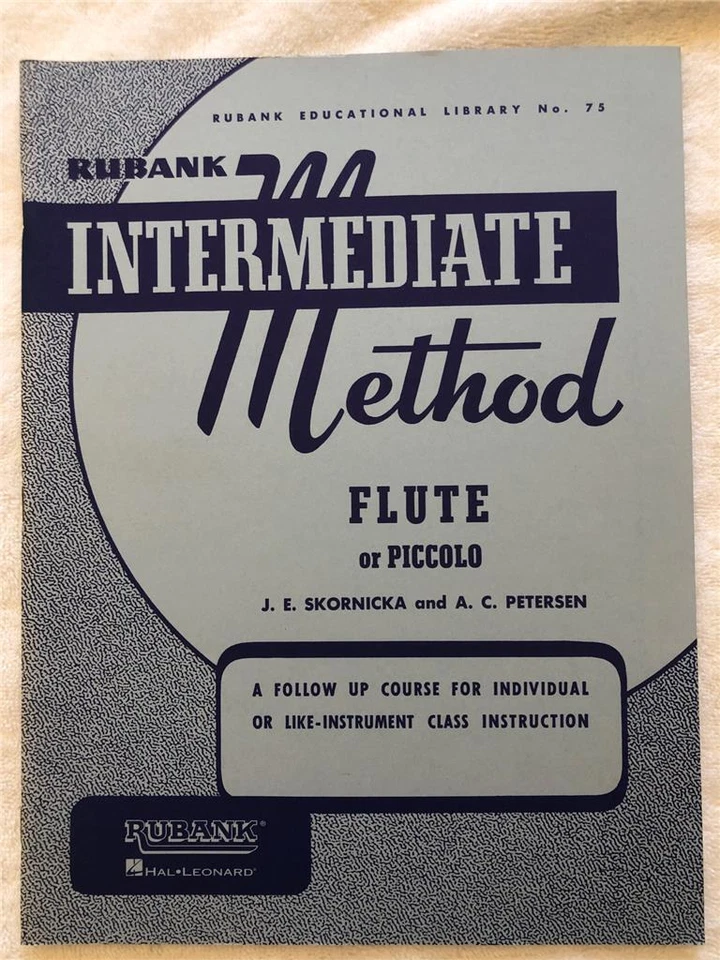 RUBANK EDUCATIONAL LIBRARY No. 75
RUBANK
INTERMEDIATE
Method
FLUTE
or PICCOLO
J. E. SKORNICKA and A. C. PETERSEN
A FOLLOW UP COURSE FOR INDIVIDUAL
OR LIKE-INSTRUMENT CLASS INSTRUCTION
RUBANK®
HAL•LEONARD®